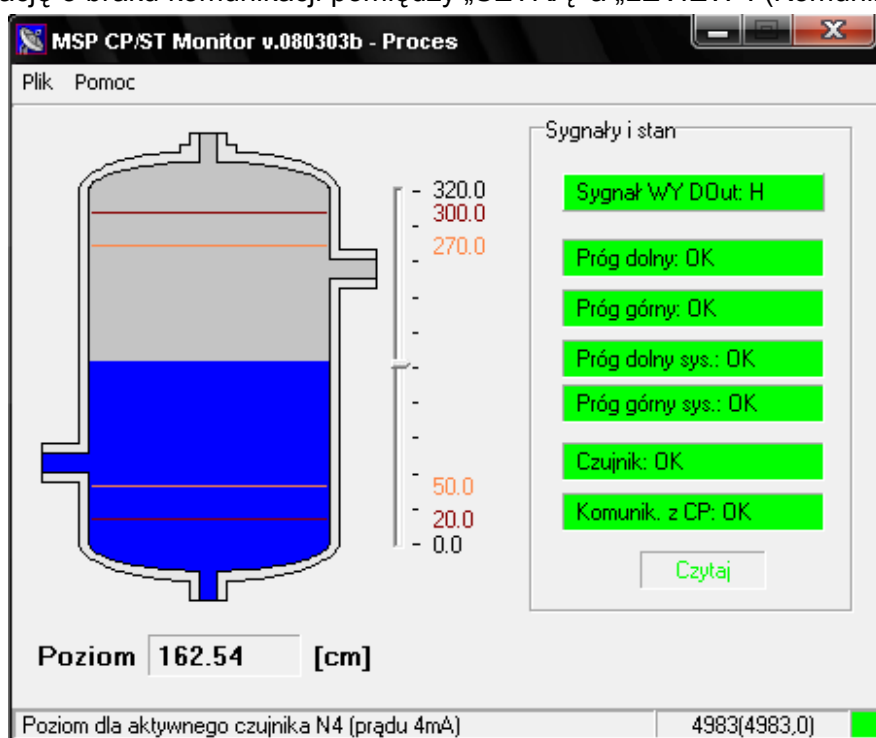 MSP CP/ST Monitor v.080303b - Proces
Plik Pomoc
Sygnały i stan
320.0
300.0
270.0
50.0
20.0
0.0
Sygnał WY DOut: H
Próg dolny: OK
Próg górny: OK
Próg dolny sys.: OK
Próg górny sys.: OK
Czujnik: OK
Komunik. z CP: OK
Czytaj
Poziom 162.54 [cm]
Poziom dla aktywnego czujnika N4 (prądu 4mA) 4983(4983,0)